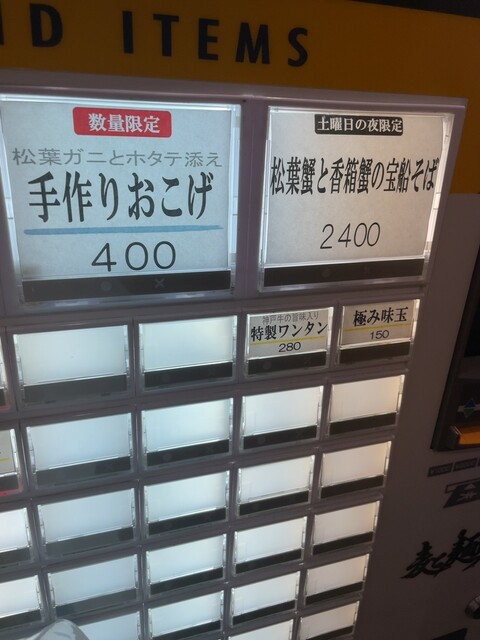 ND ITEMS
数量限定
松葉ガニとホタテ添え
手作りおこげ
400
土曜日の夜限定
松葉蟹と香箱蟹の宝船そば
2400
神戸牛の旨味入り
特製ワンタン
280
極み味玉
150